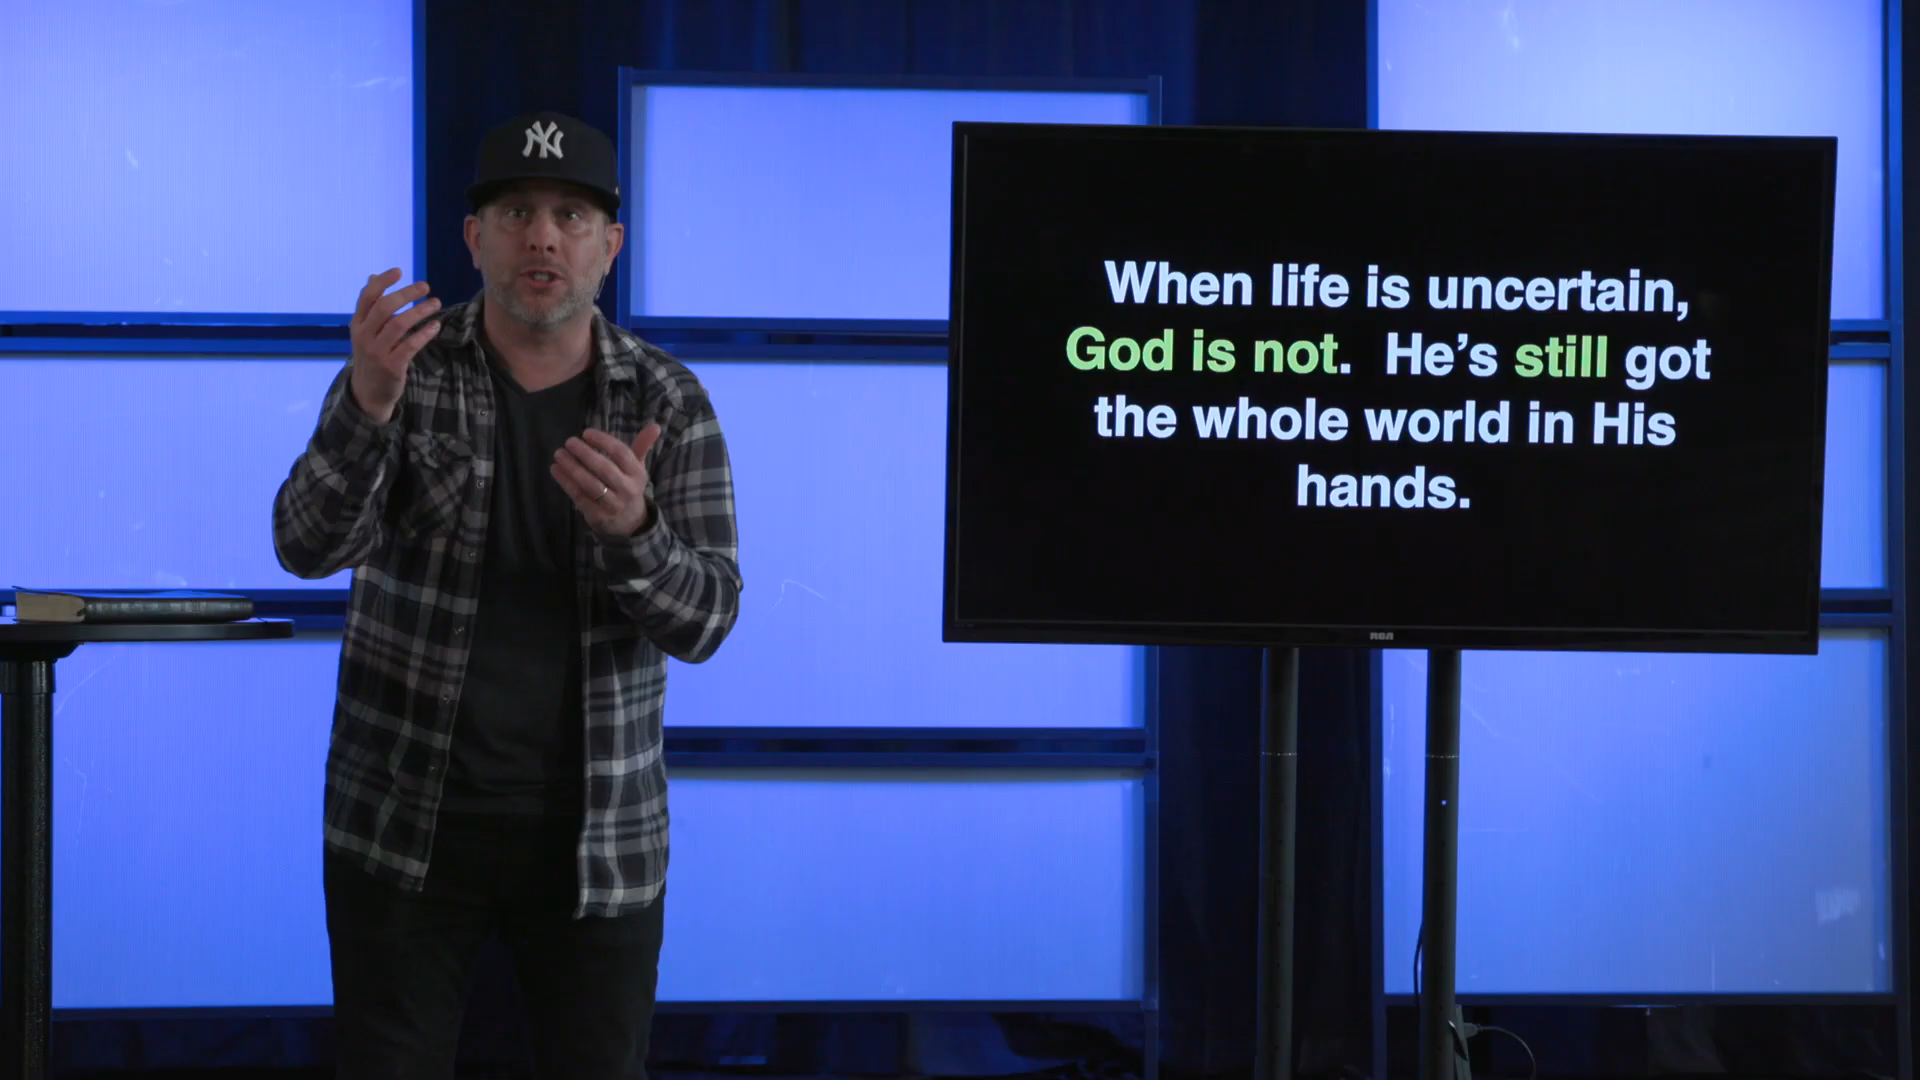 NY
When life is uncertain,
God is not. He's still got
the whole world in His
hands.
RCA